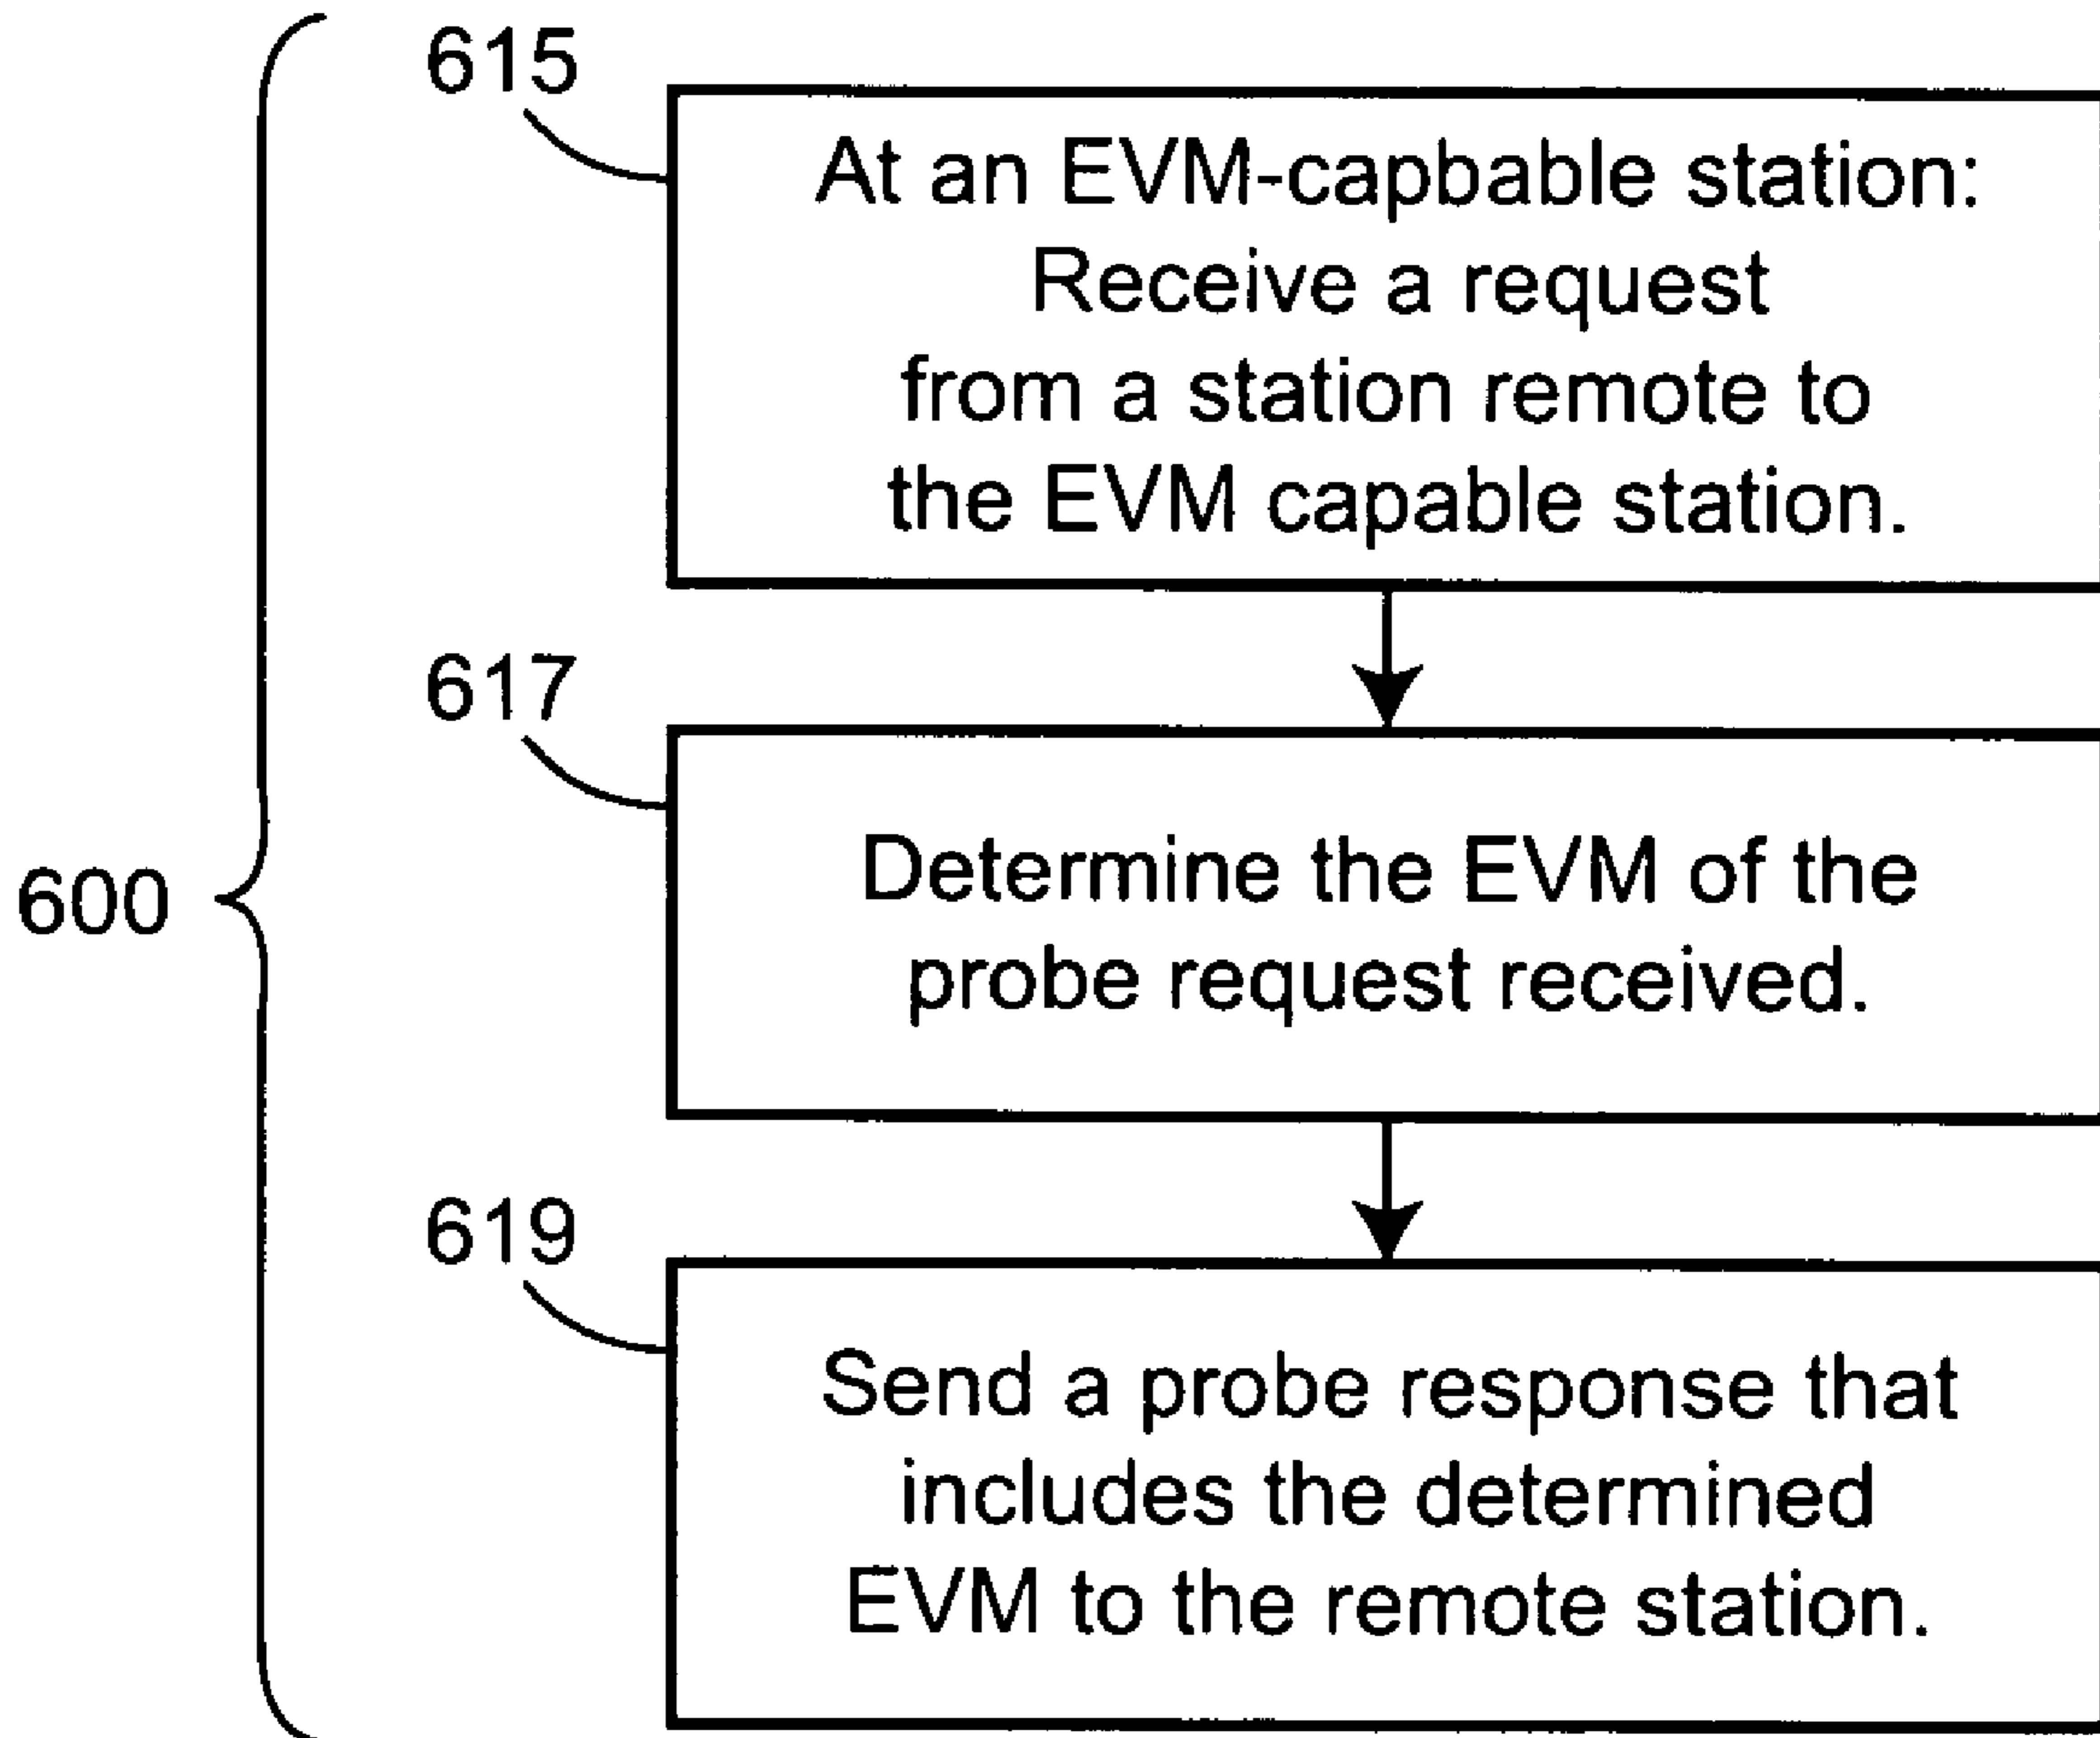 615
At an EVM-capbable station:
Receive a request
from a station remote to
the EVM capable station.
617
Determine the EVM of the
probe request received.
600
619
Send a probe response that
includes the determined
EVM to the remote station.